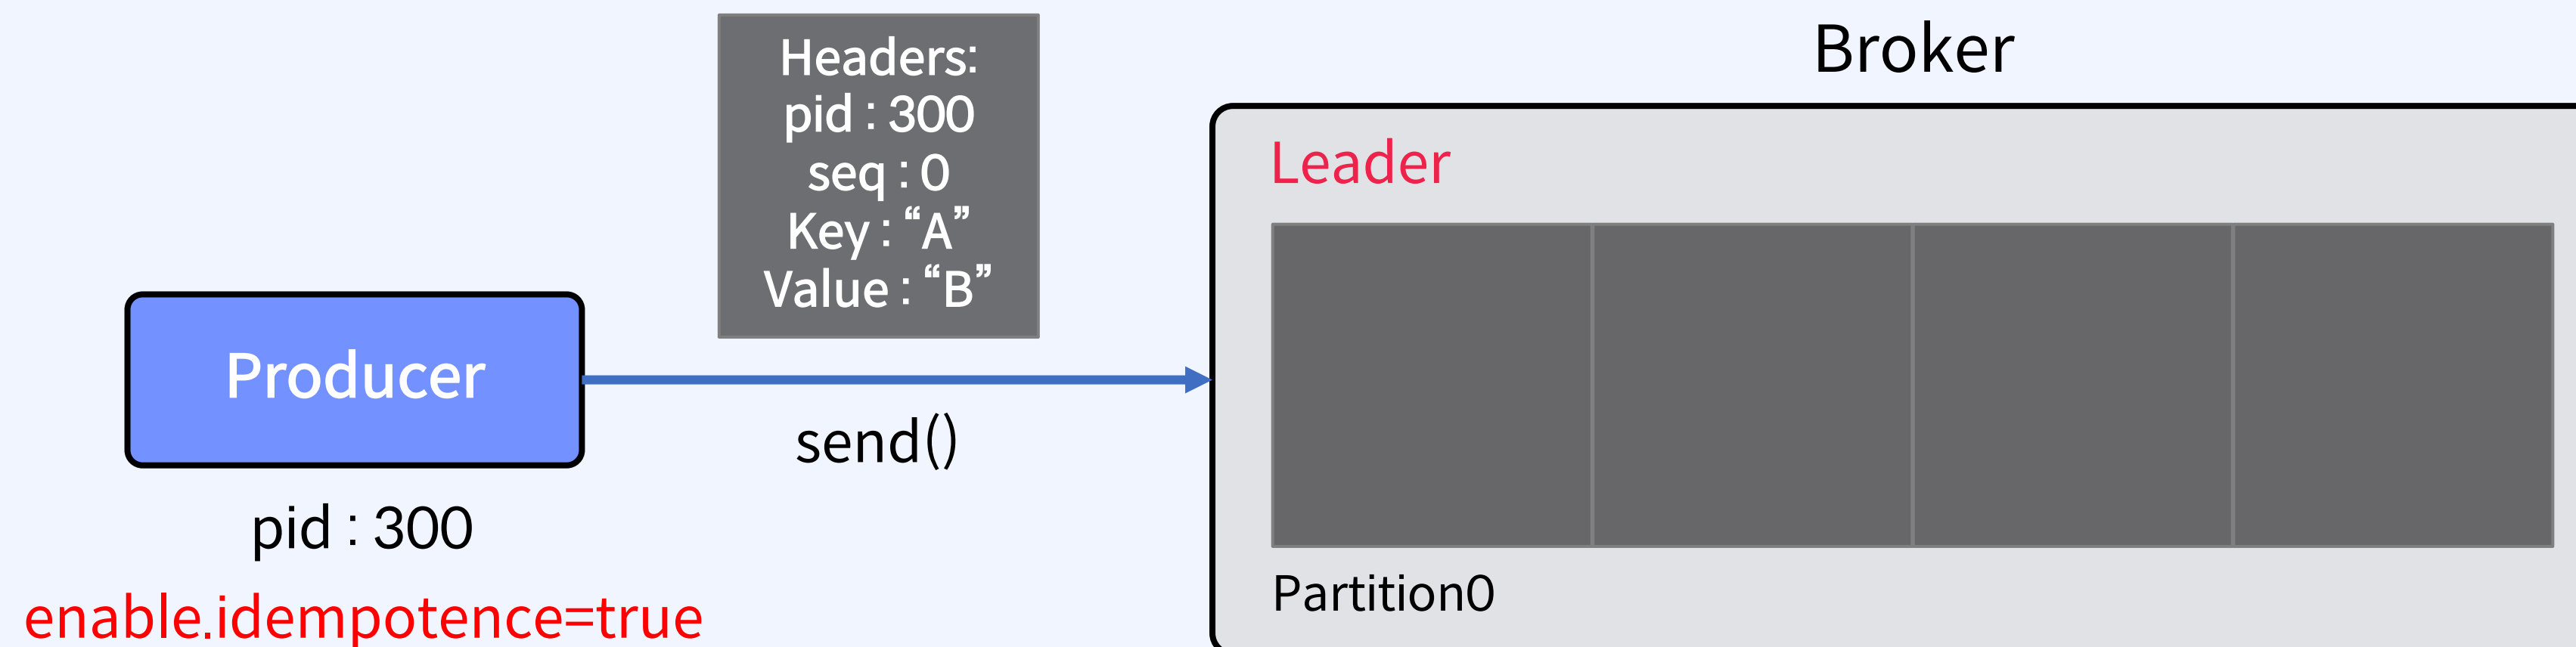 Headers:
pid : 300
seq : 0
Key : “A”
Value : “B”
Broker
Leader
Producer
send()
pid : 300
enable.idempotence=true
Partition0